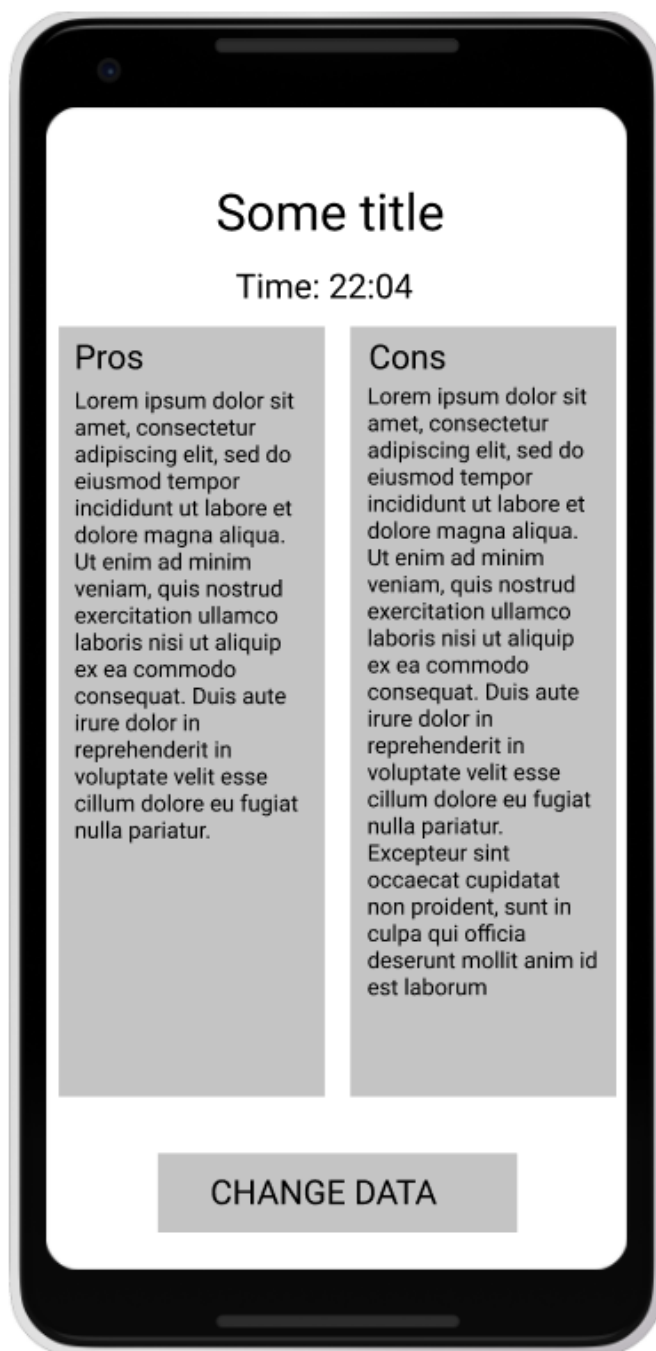 Some title
Time: 22:04
Pros
Lorem ipsum dolor sit
amet, consectetur
adipiscing elit, sed do
eiusmod tempor
incididunt ut labore et
dolore magna aliqua.
Ut enim ad minim
veniam, quis nostrud
exercitation ullamco
laboris nisi ut aliquip
ex ea commodo
consequat. Duis aute
irure dolor in
reprehenderit in
voluptate velit esse
cillum dolore eu fugiat
nulla pariatur.
Cons
Lorem ipsum dolor sit
amet, consectetur
adipiscing elit, sed do
eiusmod tempor
incididunt ut labore et
dolore magna aliqua.
Ut enim ad minim
veniam, quis nostrud
exercitation ullamco
laboris nisi ut aliquip
ex ea commodo
consequat. Duis aute
irure dolor in
reprehenderit in
voluptate velit esse
cillum dolore eu fugiat
nulla pariatur.
Excepteur sint
occaecat cupidatat
non proident, sunt in
culpa qui officia
deserunt mollit anim id
est laborum
CHANGE DATA